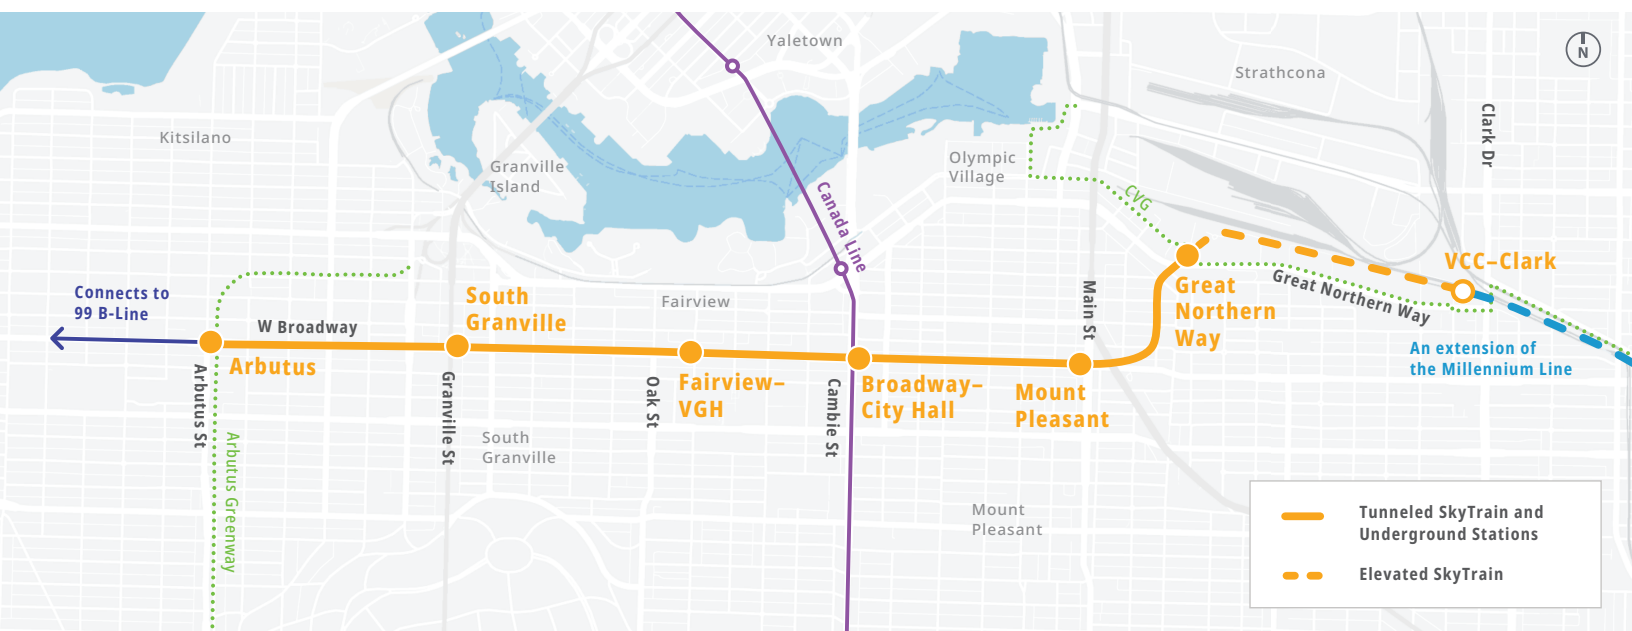 Yaletown
Strathcona
N
Kitsilano
Clark Dr
Granville
Island
Olympic
Village
CVG
Canada Line
VCC–Clark
Connects to
99 B-Line
South
Granville
Fairview
Main St
Great
Northern
Way
Great Northern Way
W Broadway
Arbutus
An extension of
the Millennium Line
Arbutus St
Granville St
Oak St
Fairview–
VGH
Cambie St
Broadway–
City Hall
Mount
Pleasant
Arbutus Greenway
South
Granville
Mount
Pleasant
Tunneled SkyTrain and
Underground Stations
Elevated SkyTrain